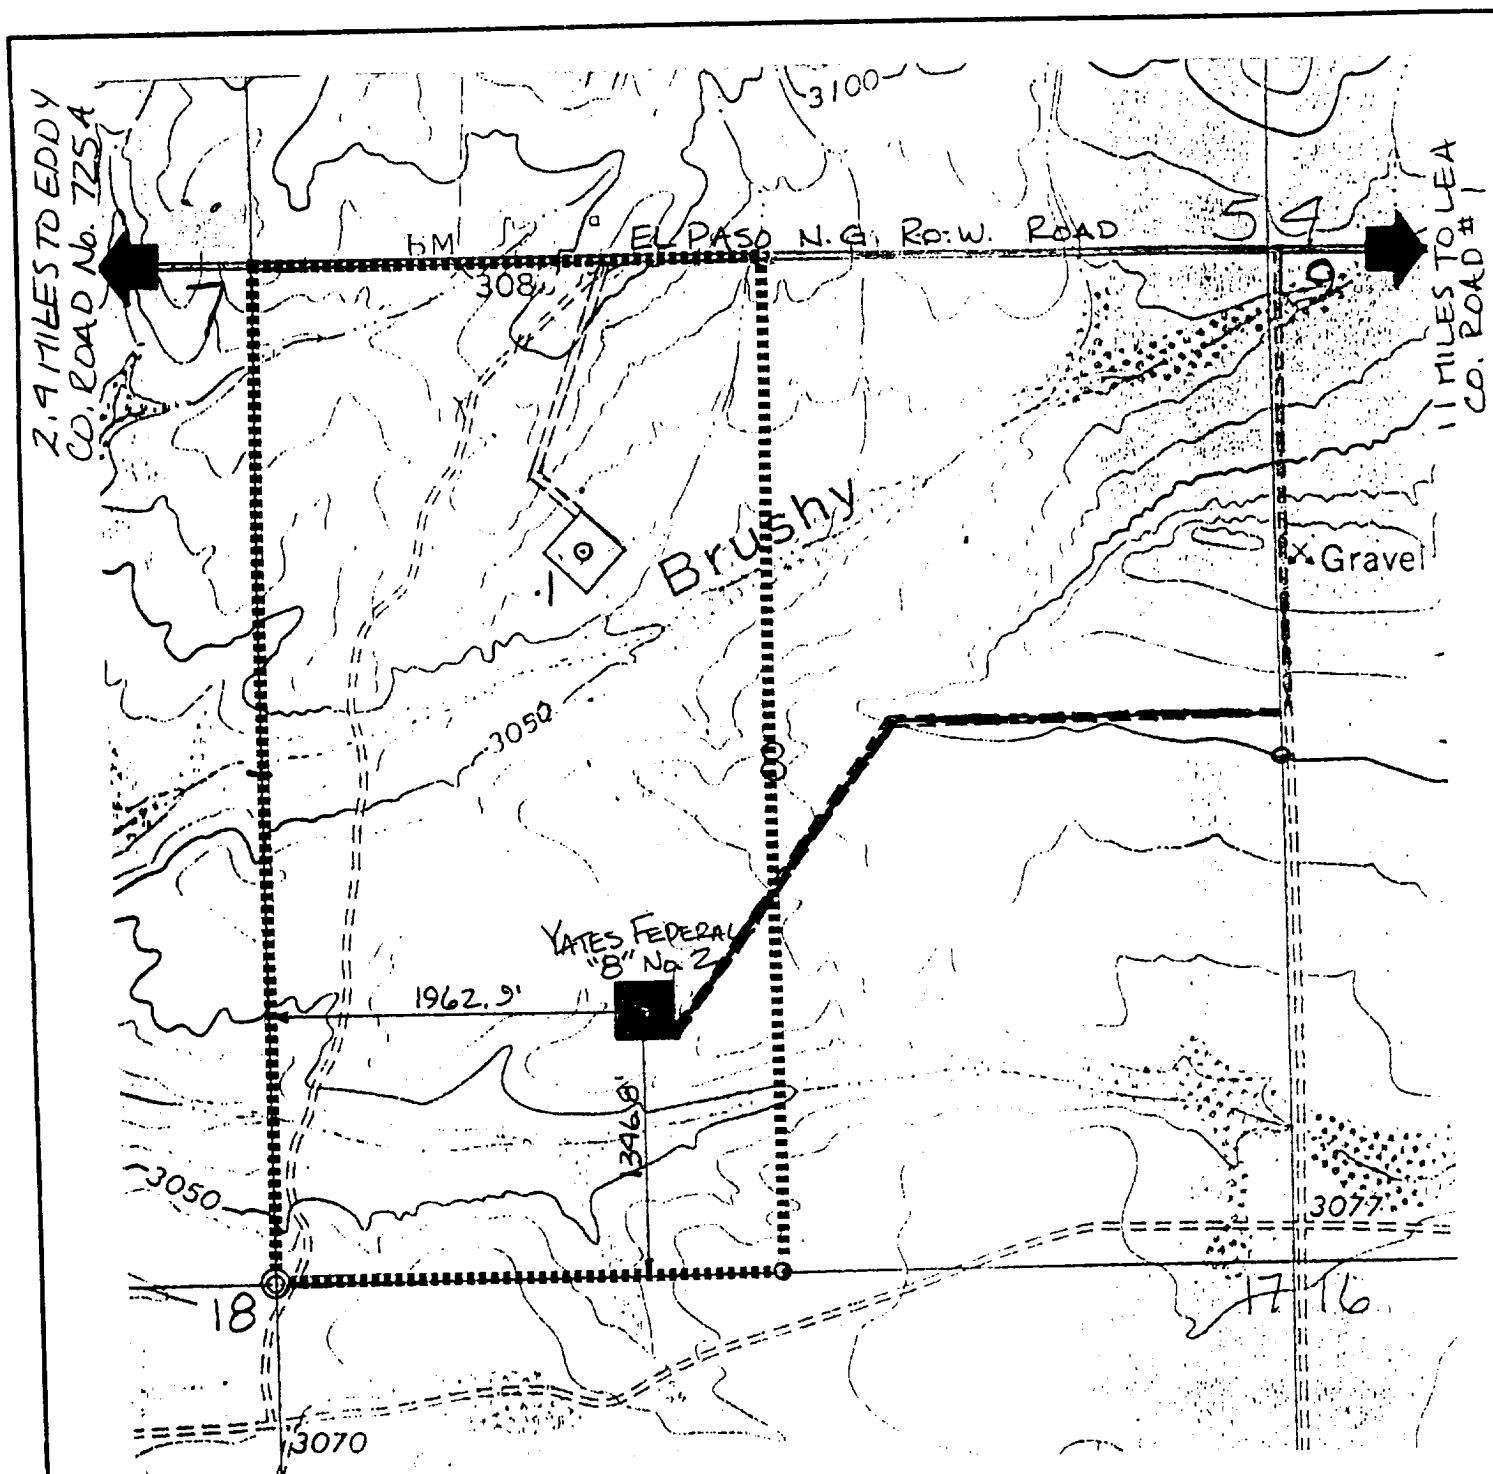 3100
2.4 MILES TO EDDY
CO. ROAD No. 725A
BM
EL PASO N.G. R.O.W. ROAD
5 4
308
7
9
11 MILES TO LEA
CO. ROAD # 1
Brushy
Gravel
1
3050
YATES FEDERAL
"8" No. 2
1962.9'
1346.8'
3050
3077
18
17 16
3070